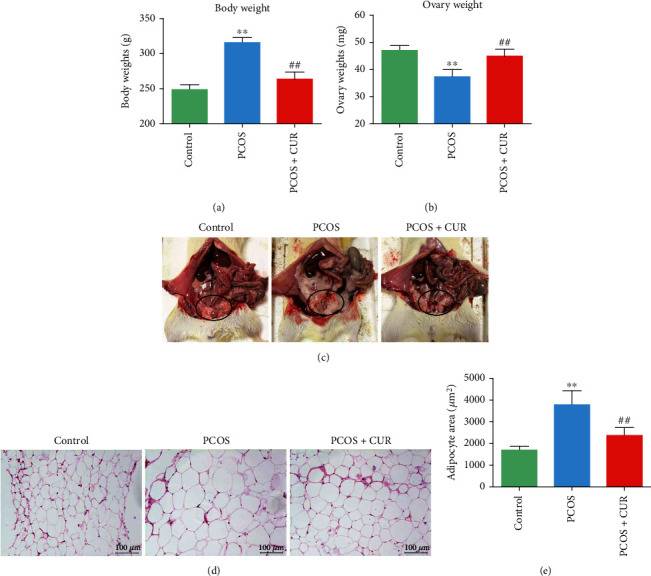 Body weight
Body weights (g)
350
300
250
200
**
##
Control
PCOS
PCOS + CUR
(a)
Ovary weight
Ovary weights (mg)
60
50
40
30
20
**
##
Control
PCOS
PCOS + CUR
(b)
Control PCOS PCOS + CUR
(c)
Control PCOS PCOS + CUR
100 μm 100 μm 100 μm
(d)
Adipocyte area (μm²)
5000
4000
3000
2000
1000
0
**
##
Control
PCOS
PCOS + CUR
(e)